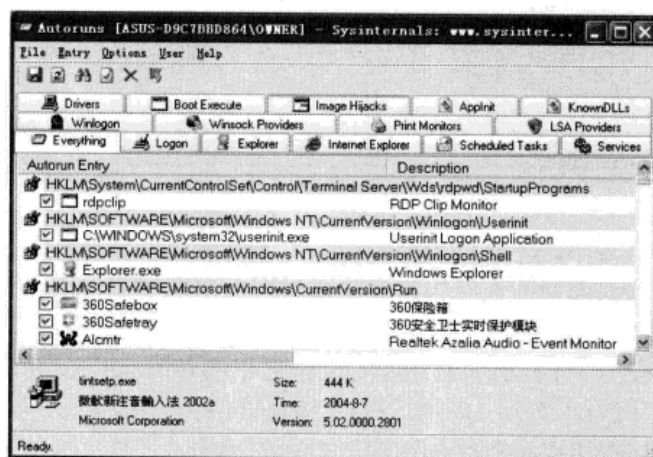 Autoruns [ASUS-D9C7BBD864\OWNER] - Sysinternals: www.sysinter...
File Entry Options User Help
Drivers Boot Execute Image Hijacks AppInit KnownDLLs
Winlogon Winsock Providers Print Monitors LSA Providers
Everything Logon Explorer Internet Explorer Scheduled Tasks Services
Autorun Entry Description
HKLM\System\CurrentControlSet\Control\Terminal Server\Wds\rdpwd\StartupPrograms
rdpclip RDP Clip Monitor
HKLM\SOFTWARE\Microsoft\Windows NT\CurrentVersion\Winlogon\Userinit
C:\WINDOWS\system32\userinit.exe Userinit Logon Application
HKLM\SOFTWARE\Microsoft\Windows NT\CurrentVersion\Winlogon\Shell
Explorer.exe Windows Explorer
HKLM\SOFTWARE\Microsoft\Windows\CurrentVersion\Run
360Safebox 360保险箱
360Safetray 360安全卫士实时保护模块
Alcmtr Realtek Azalia Audio - Event Monitor
tintsetp.exe Size: 444 K
微軟新注音輸入法 2002a Time: 2004-8-7
Microsoft Corporation Version: 5.02.0000.2801
Ready.